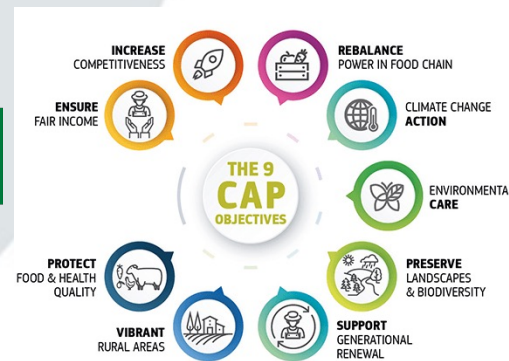 THE 9
CAP
OBJECTIVES
INCREASE
COMPETITIVENESS
REBALANCE
POWER IN FOOD CHAIN
ENSURE
FAIR INCOME
CLIMATE CHANGE
ACTION
ENVIRONMENTA
CARE
PROTECT
FOOD & HEALTH
QUALITY
PRESERVE
LANDSCAPES
& BIODIVERSITY
VIBRANT
RURAL AREAS
SUPPORT
GENERATIONAL
RENEWAL